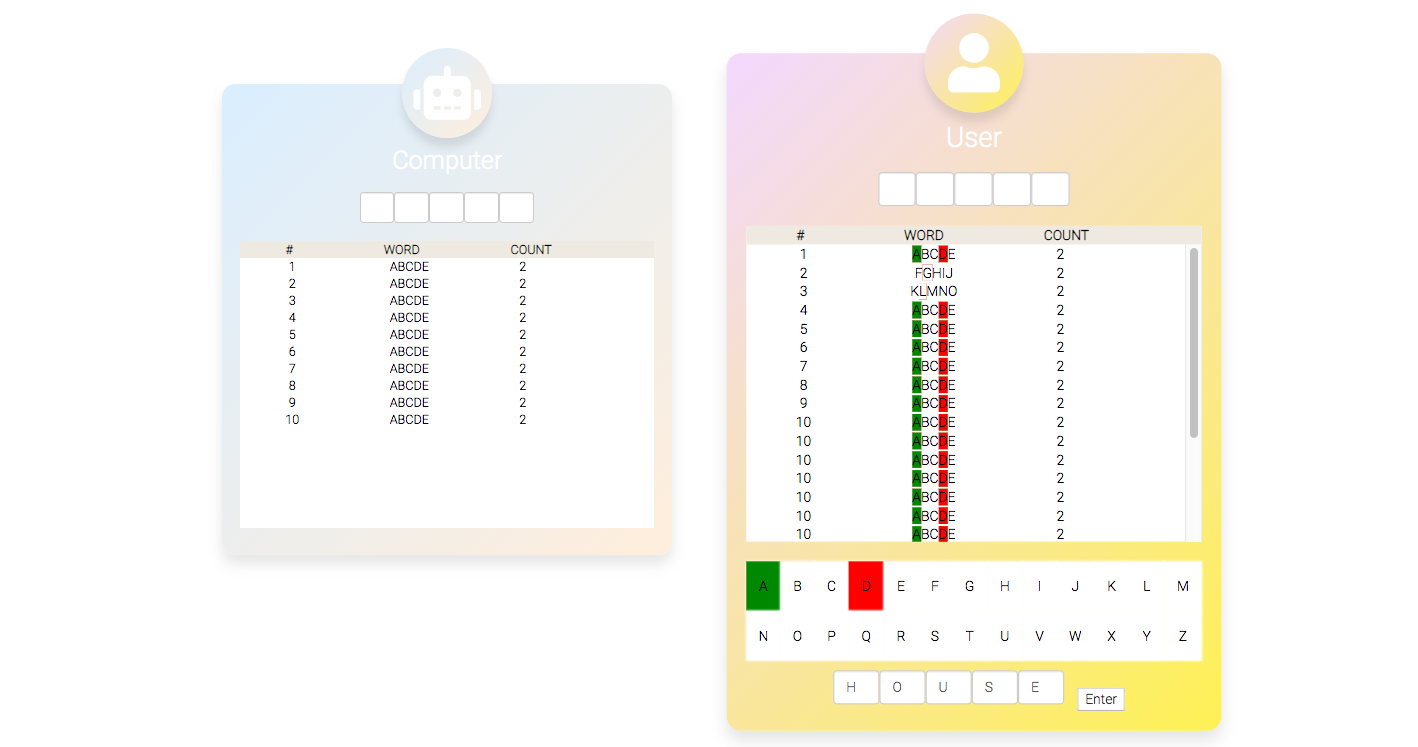 Computer
# WORD COUNT
1 ABCDE 2
2 ABCDE 2
3 ABCDE 2
4 ABCDE 2
5 ABCDE 2
6 ABCDE 2
7 ABCDE 2
8 ABCDE 2
9 ABCDE 2
10 ABCDE 2
User
# WORD COUNT
1 ABCDE 2
2 FGHIJ 2
3 KLMNO 2
4 ABCDE 2
5 ABCDE 2
6 ABCDE 2
7 ABCDE 2
8 ABCDE 2
9 ABCDE 2
10 ABCDE 2
10 ABCDE 2
10 ABCDE 2
10 ABCDE 2
10 ABCDE 2
10 ABCDE 2
10 ABCDE 2
A B C D E F G H I J K L M
N O P Q R S T U V W X Y Z
H O U S E Enter